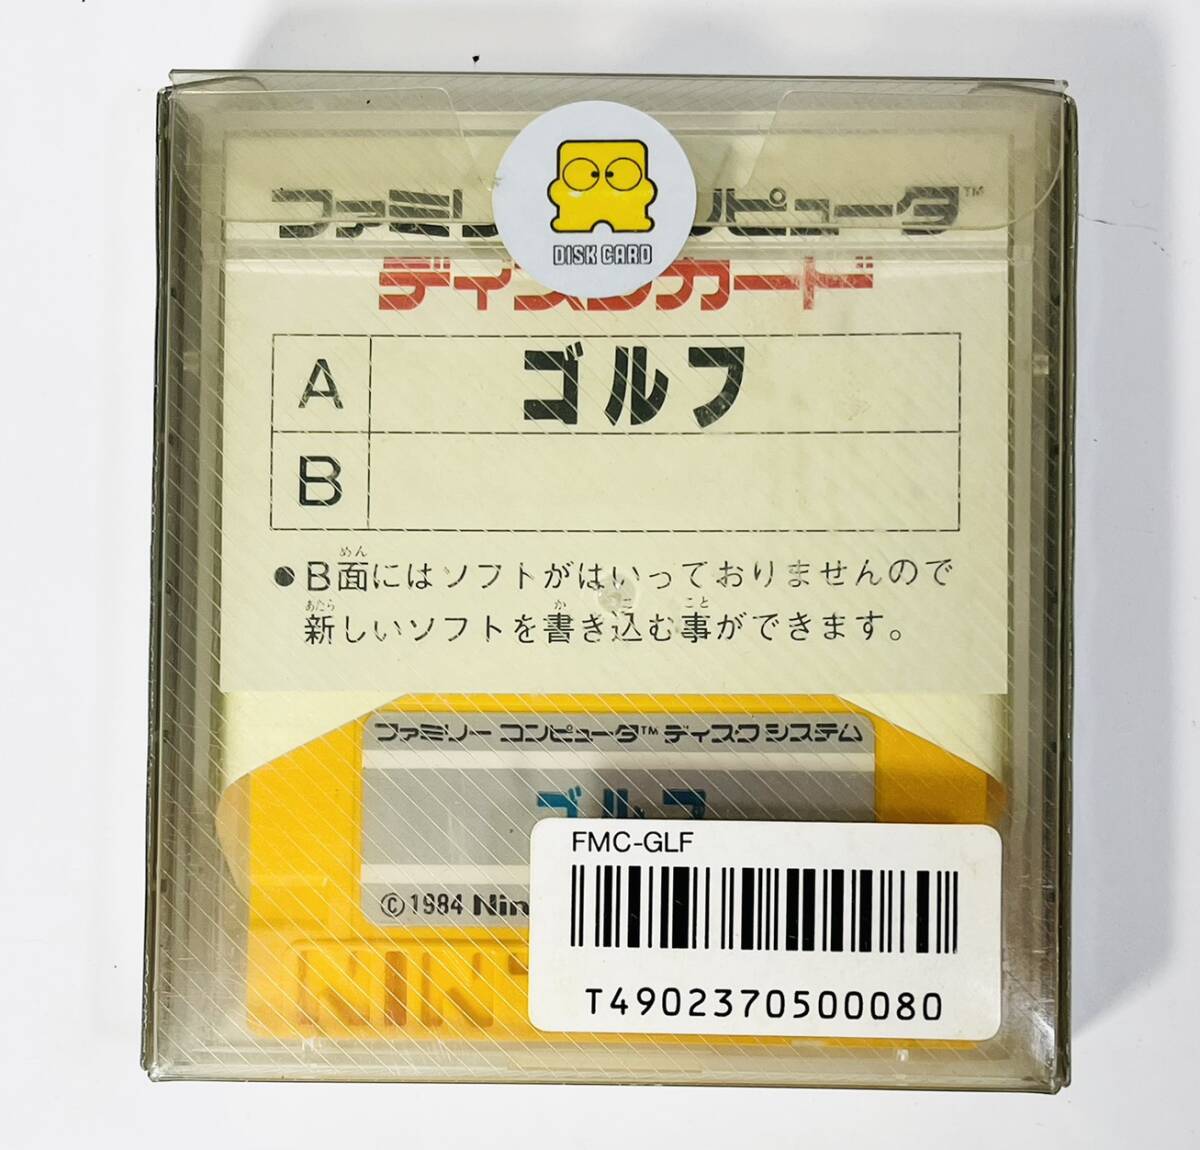 DISK CARD
ファミリー ンピュータ™
ディスクカード
A ゴルフ
B
めん
●B面にはソフトがはいっておりませんので
あたら か こ こと
新しいソフトを書き込む事ができます。
ファミリー コンピュータ™ ディスク システム
ゴルフ
©1984 Nin
NIN
FMC-GLF
T4902370500080